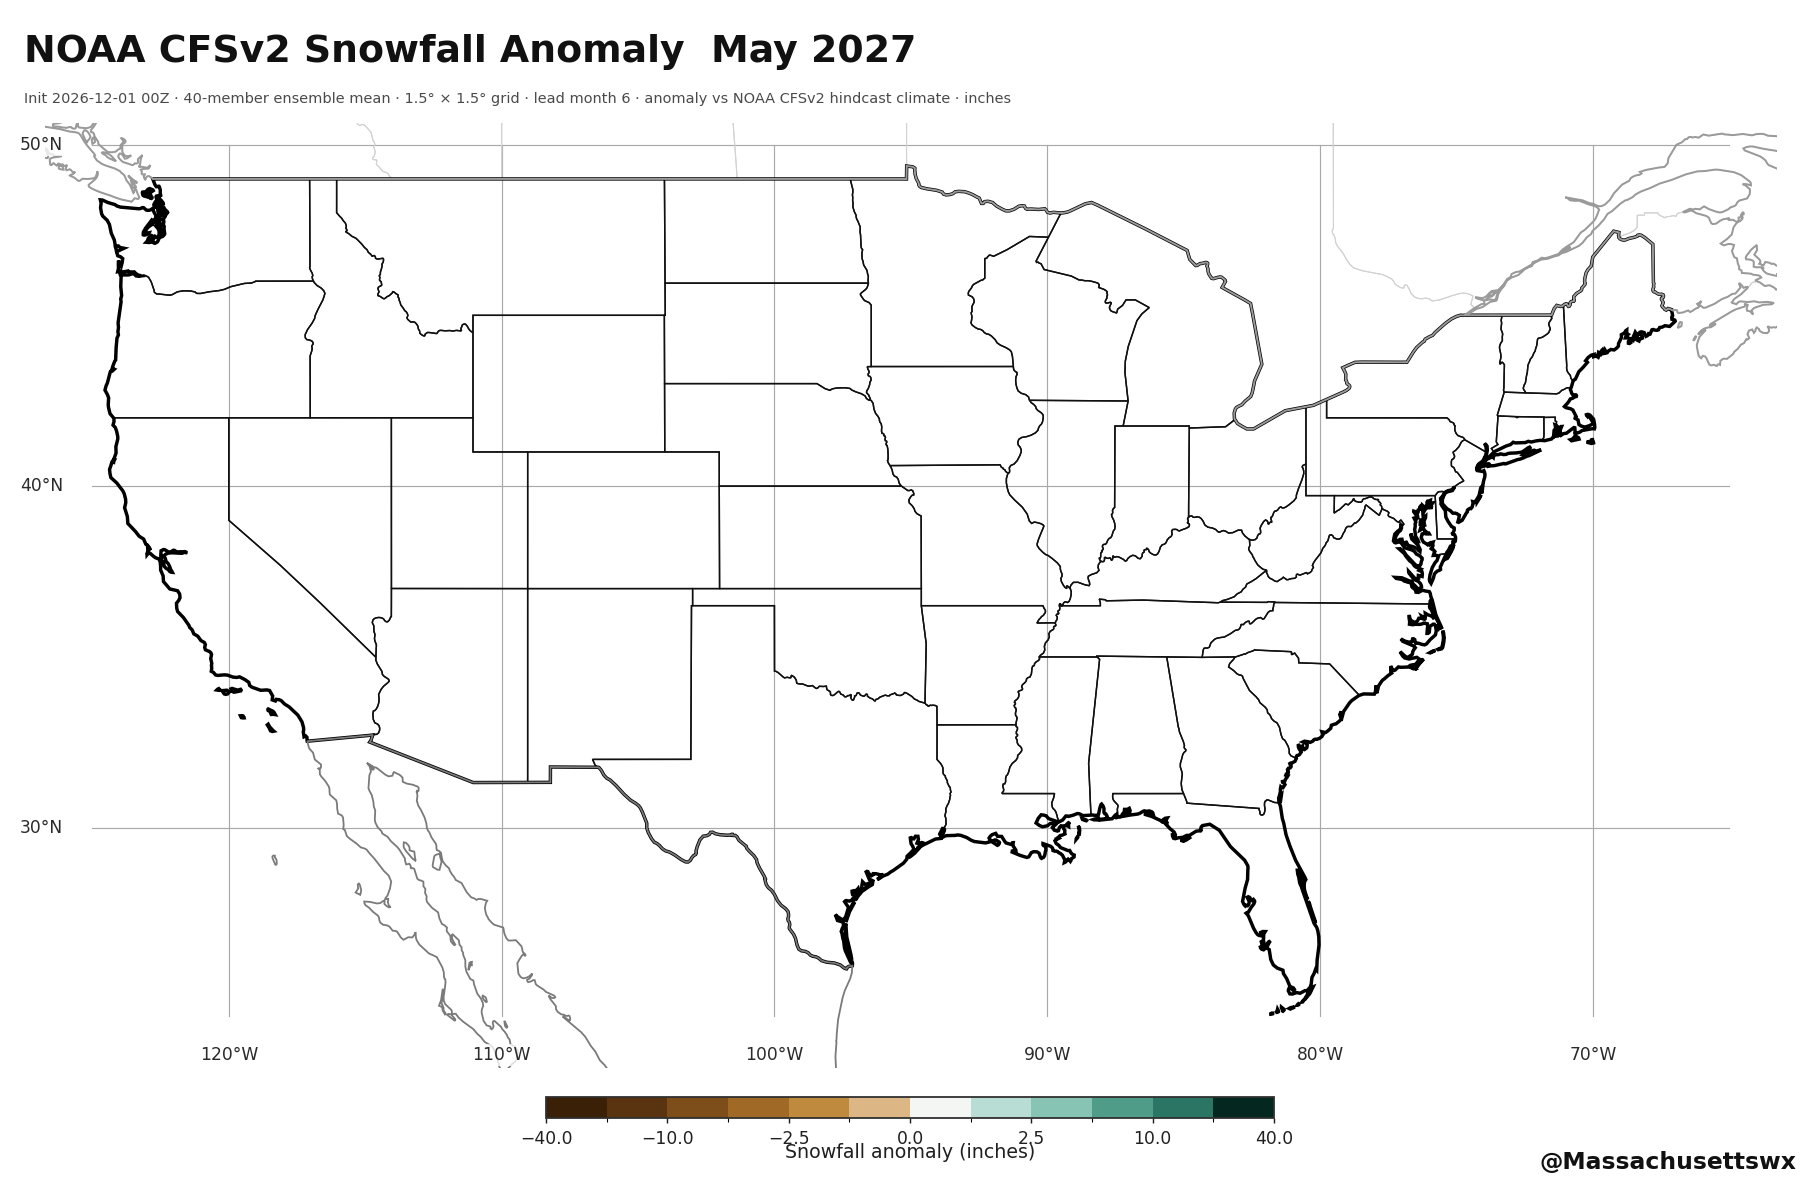 NOAA CFSv2 Snowfall Anomaly  May 2027
Init 2026-12-01 00Z · 40-member ensemble mean · 1.5° × 1.5° grid · lead month 6 · anomaly vs NOAA CFSv2 hindcast climate · inches
50°N
40°N
30°N
120°W 110°W 100°W 90°W 80°W 70°W
−40.0 −10.0 −2.5 0.0 2.5 10.0 40.0
Snowfall anomaly (inches)
@Massachusettswx